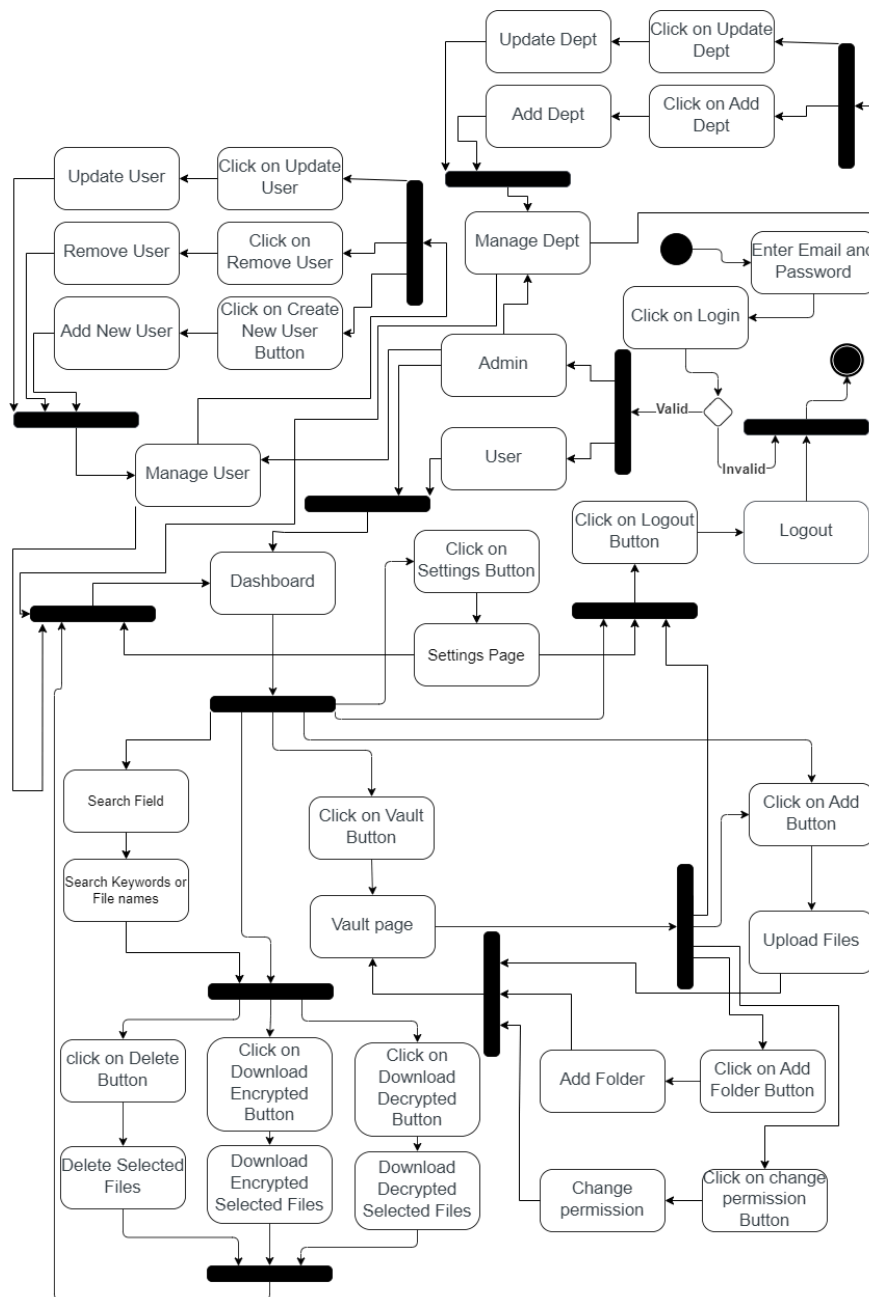 Update Dept
Click on Update
Dept
Add Dept
Click on Add
Dept
Update User
Click on Update
User
Remove User
Click on
Remove User
Add New User
Click on Create
New User
Button
Manage Dept
Enter Email and
Password
Click on Login
Admin
Valid
Invalid
User
Manage User
Click on Logout
Button
Logout
Dashboard
Click on
Settings Button
Settings Page
Search Field
Click on Vault
Button
Click on Add
Button
Search Keywords or
File names
Vault page
Upload Files
click on Delete
Button
Click on
Download
Encrypted
Button
Click on
Download
Decrypted
Button
Add Folder
Click on Add
Folder Button
Delete Selected
Files
Download
Encrypted
Selected Files
Download
Decrypted
Selected Files
Change
permission
Click on change
permission
Button